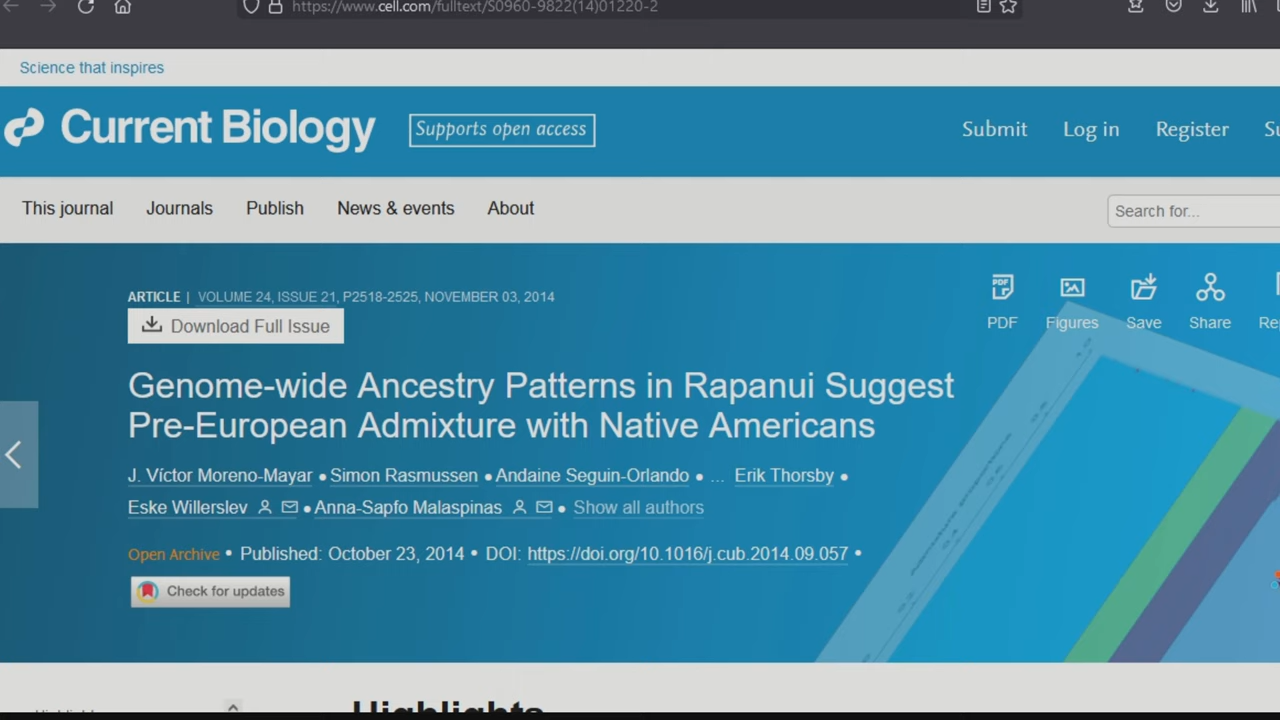 https://www.cell.com/fulltext/S0960-9822(14)01220-2
Science that inspires
Current Biology
Supports open access
Submit
Log in
Register
This journal
Journals
Publish
News & events
About
Search for...
ARTICLE | VOLUME 24, ISSUE 21, P2518-2525, NOVEMBER 03, 2014
Download Full Issue
PDF
PDF
Figures
Save
Share
Genome-wide Ancestry Patterns in Rapanui Suggest
Pre-European Admixture with Native Americans
J. Víctor Moreno-Mayar • Simon Rasmussen • Andaine Seguin-Orlando • ... Erik Thorsby •
Eske Willerslev • Anna-Sapfo Malaspinas • Show all authors
Open Archive • Published: October 23, 2014 • DOI: https://doi.org/10.1016/j.cub.2014.09.057 •
Check for updates
Highlights